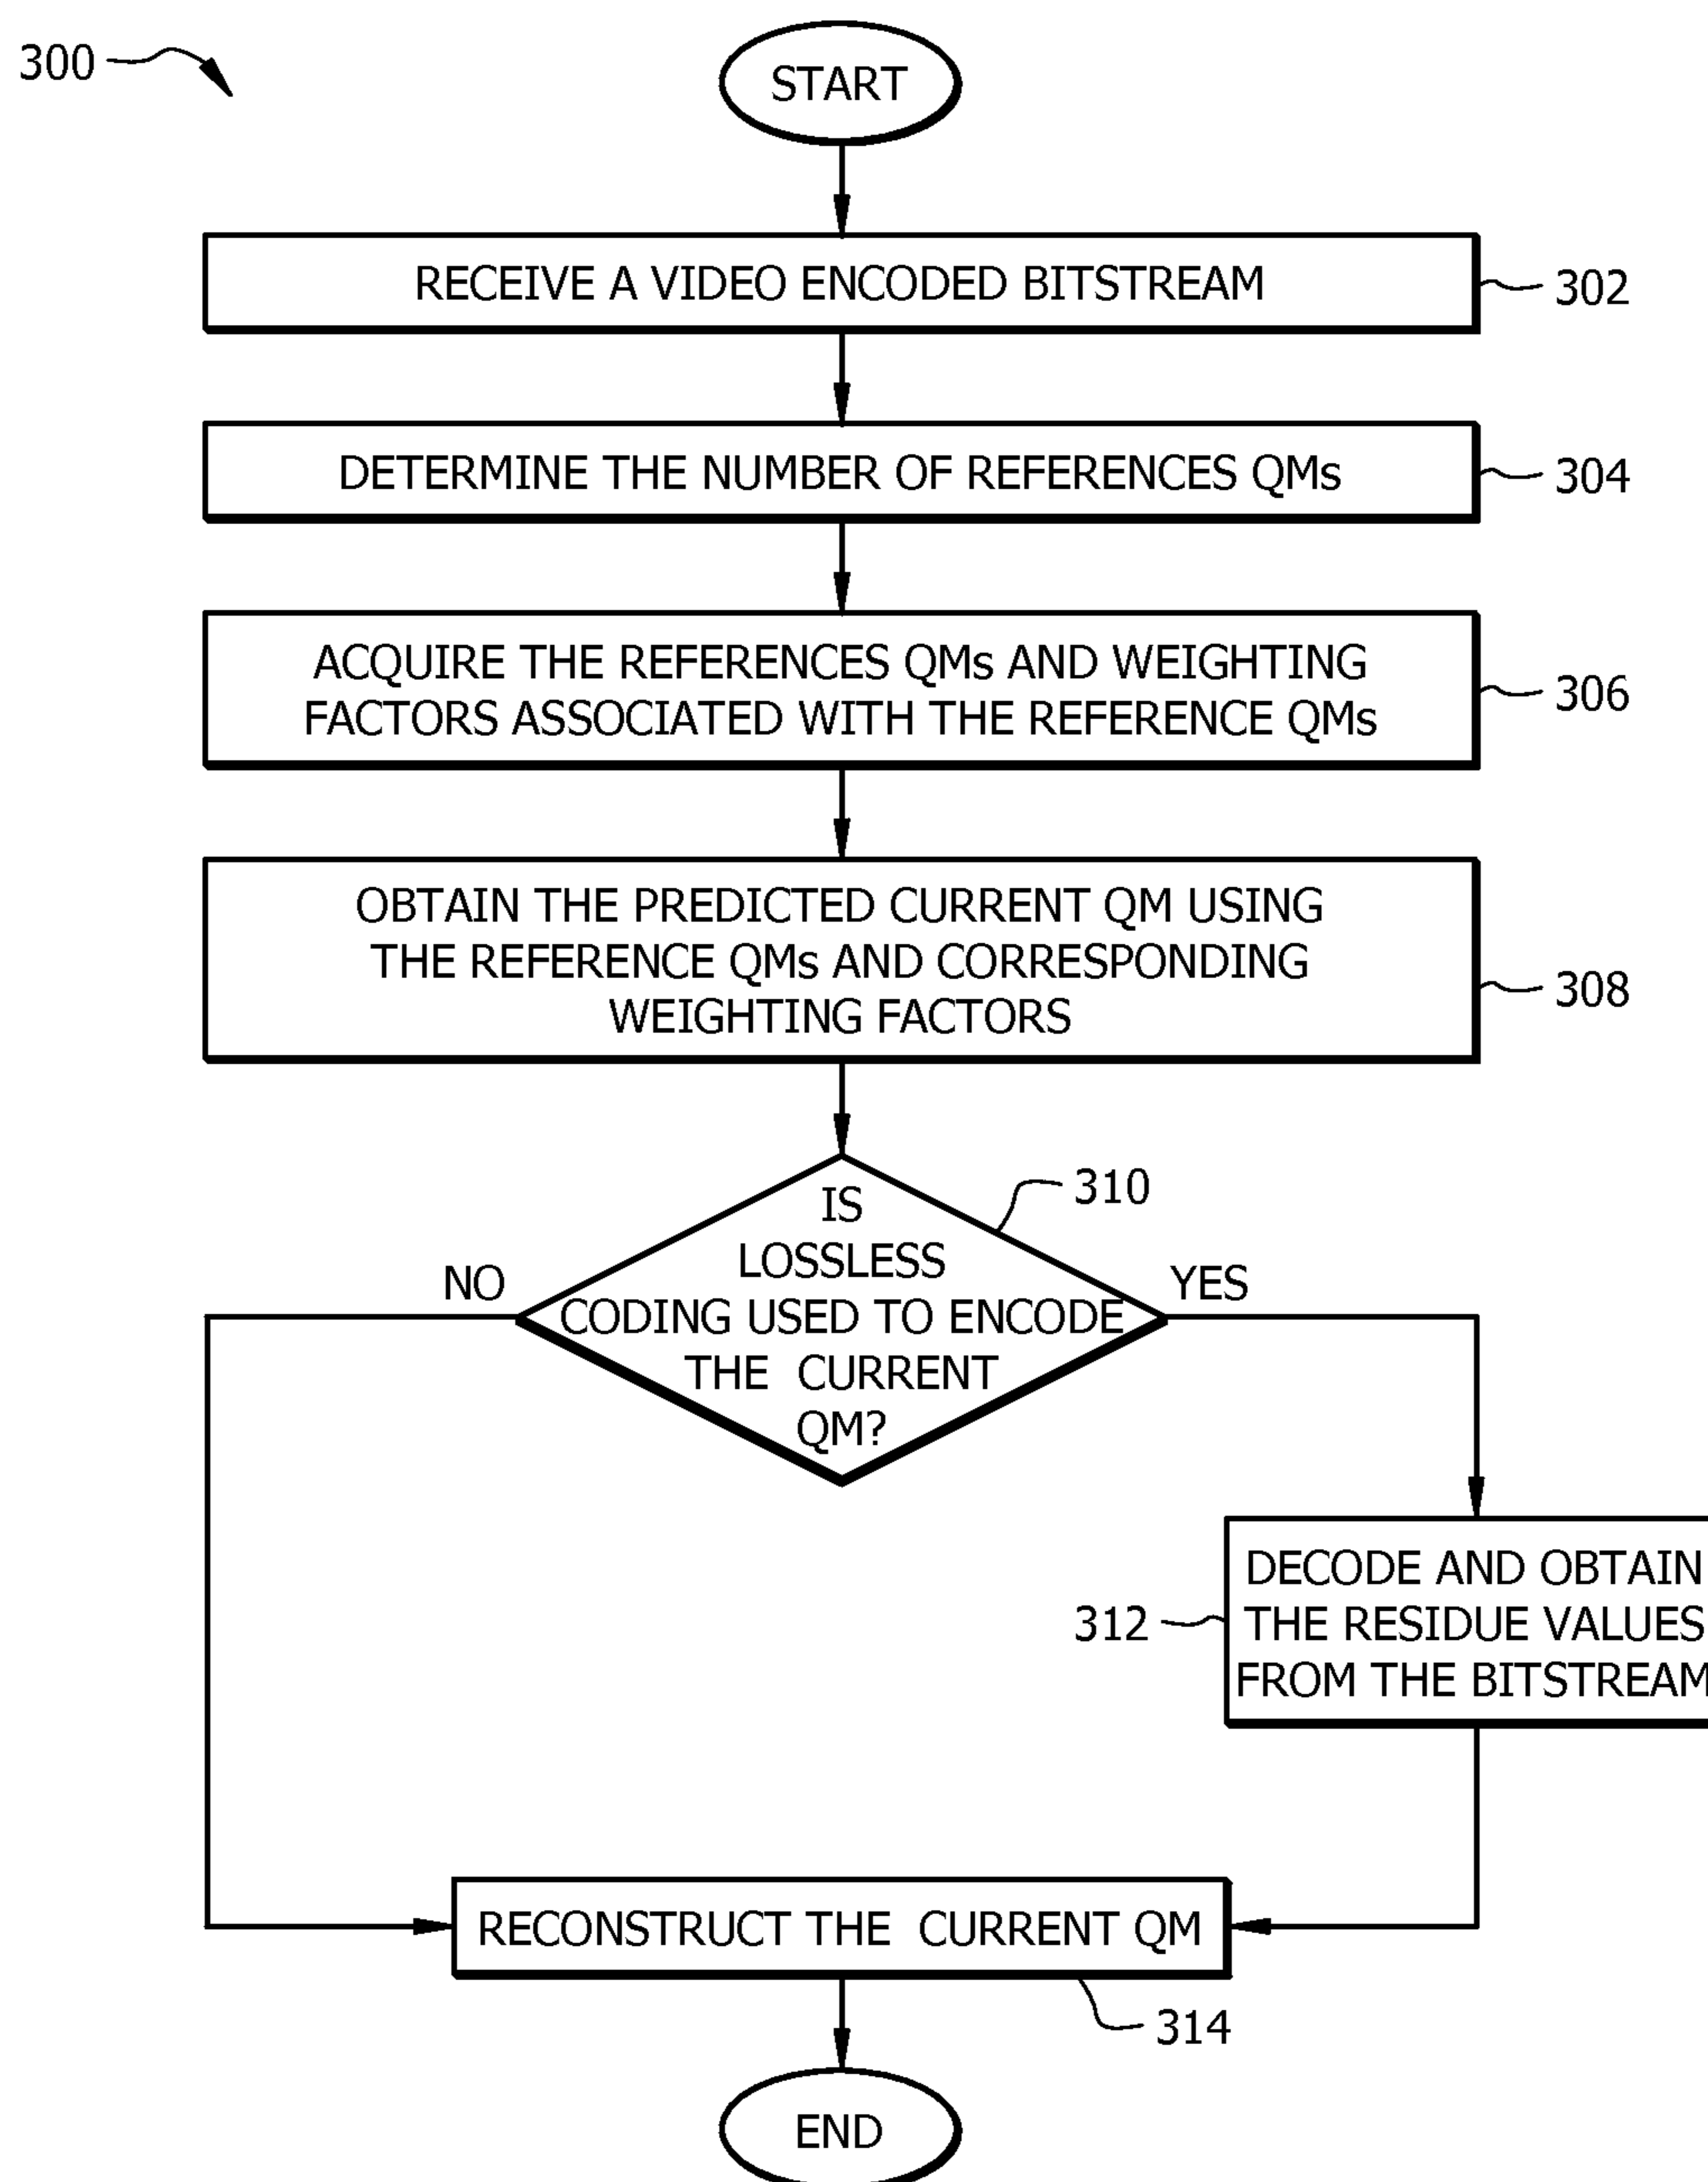 300
START
RECEIVE A VIDEO ENCODED BITSTREAM
302
DETERMINE THE NUMBER OF REFERENCES QMs
304
ACQUIRE THE REFERENCES QMs AND WEIGHTING
FACTORS ASSOCIATED WITH THE REFERENCE QMs
306
OBTAIN THE PREDICTED CURRENT QM USING
THE REFERENCE QMs AND CORRESPONDING
WEIGHTING FACTORS
308
310
IS
LOSSLESS
CODING USED TO ENCODE
THE CURRENT
QM?
NO
YES
DECODE AND OBTAIN
THE RESIDUE VALUES
FROM THE BITSTREAM
312
RECONSTRUCT THE CURRENT QM
314
END